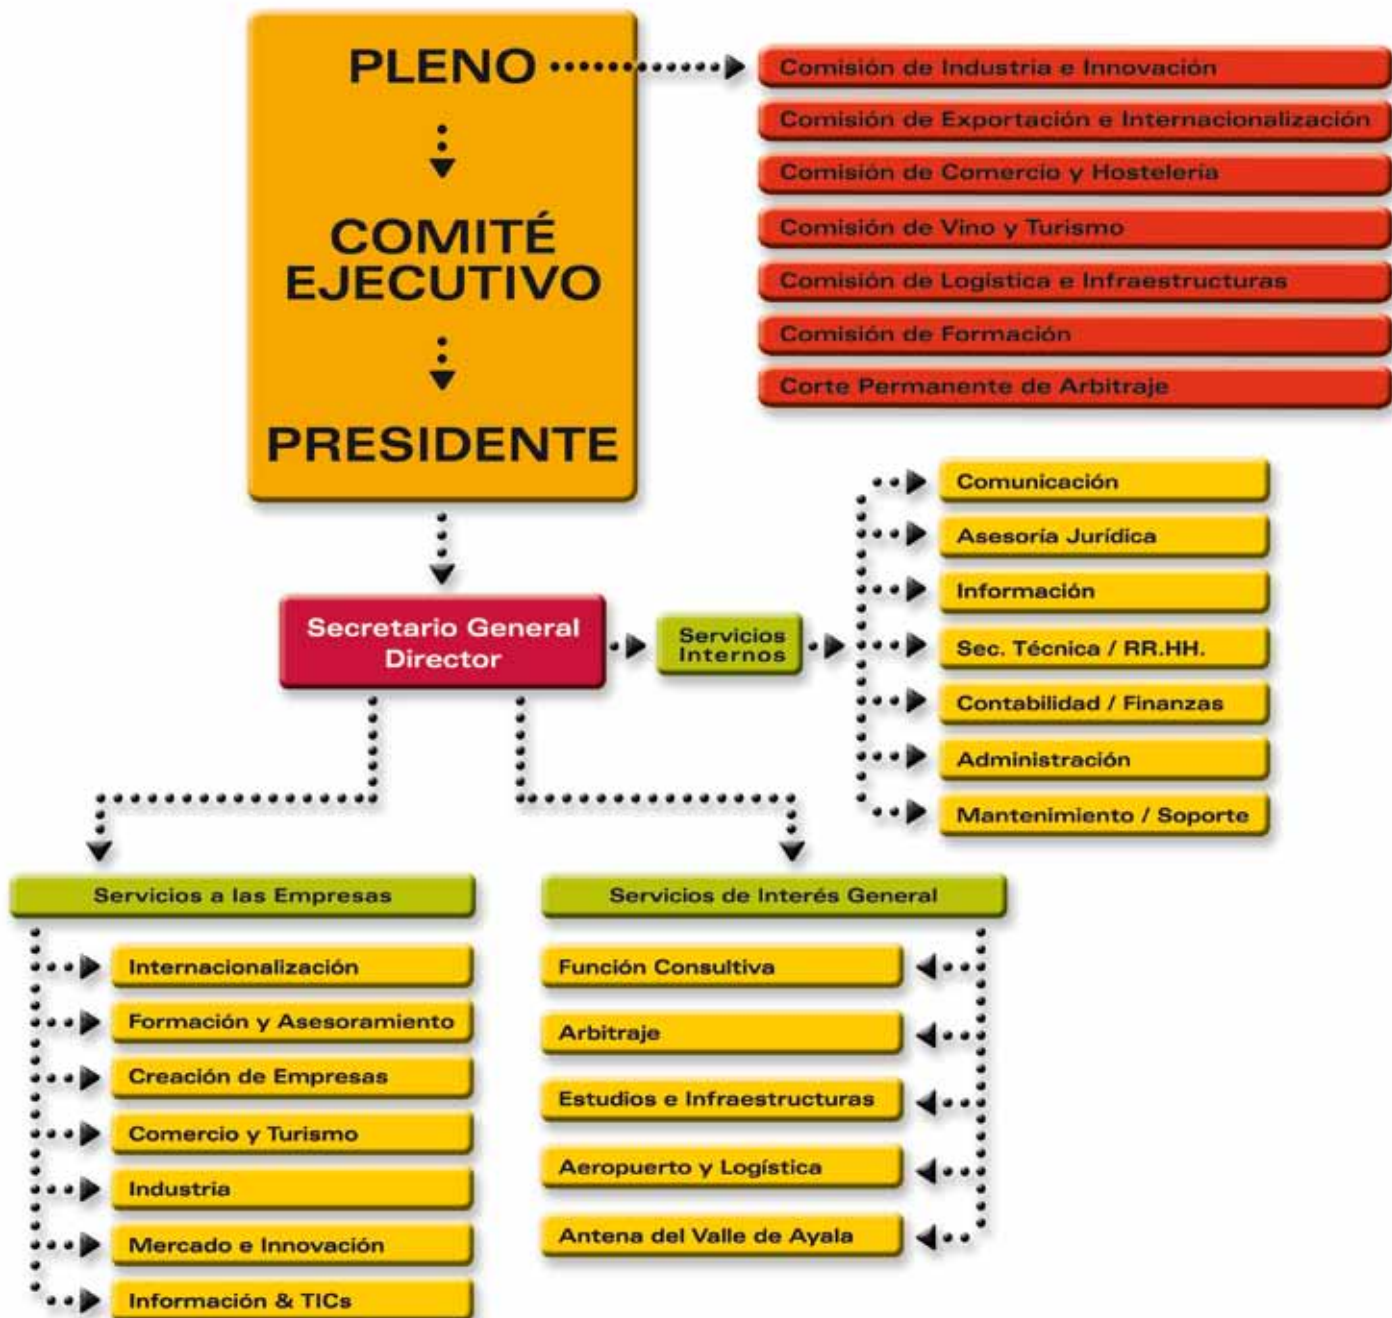 PLENO
COMITÉ
EJECUTIVO
PRESIDENTE
Comisión de Industria e Innovación
Comisión de Exportación e Internacionalización
Comisión de Comercio y Hostelería
Comisión de Vino y Turismo
Comisión de Logística e Infraestructuras
Comisión de Formación
Corte Permanente de Arbitraje
Secretario General
Director
Servicios
Internos
Comunicación
Asesoría Jurídica
Información
Sec. Técnica / RR.HH.
Contabilidad / Finanzas
Administración
Mantenimiento / Soporte
Servicios a las Empresas
Internacionalización
Formación y Asesoramiento
Creación de Empresas
Comercio y Turismo
Industria
Mercado e Innovación
Información & TICs
Servicios de Interés General
Función Consultiva
Arbitraje
Estudios e Infraestructuras
Aeropuerto y Logística
Antena del Valle de Ayala